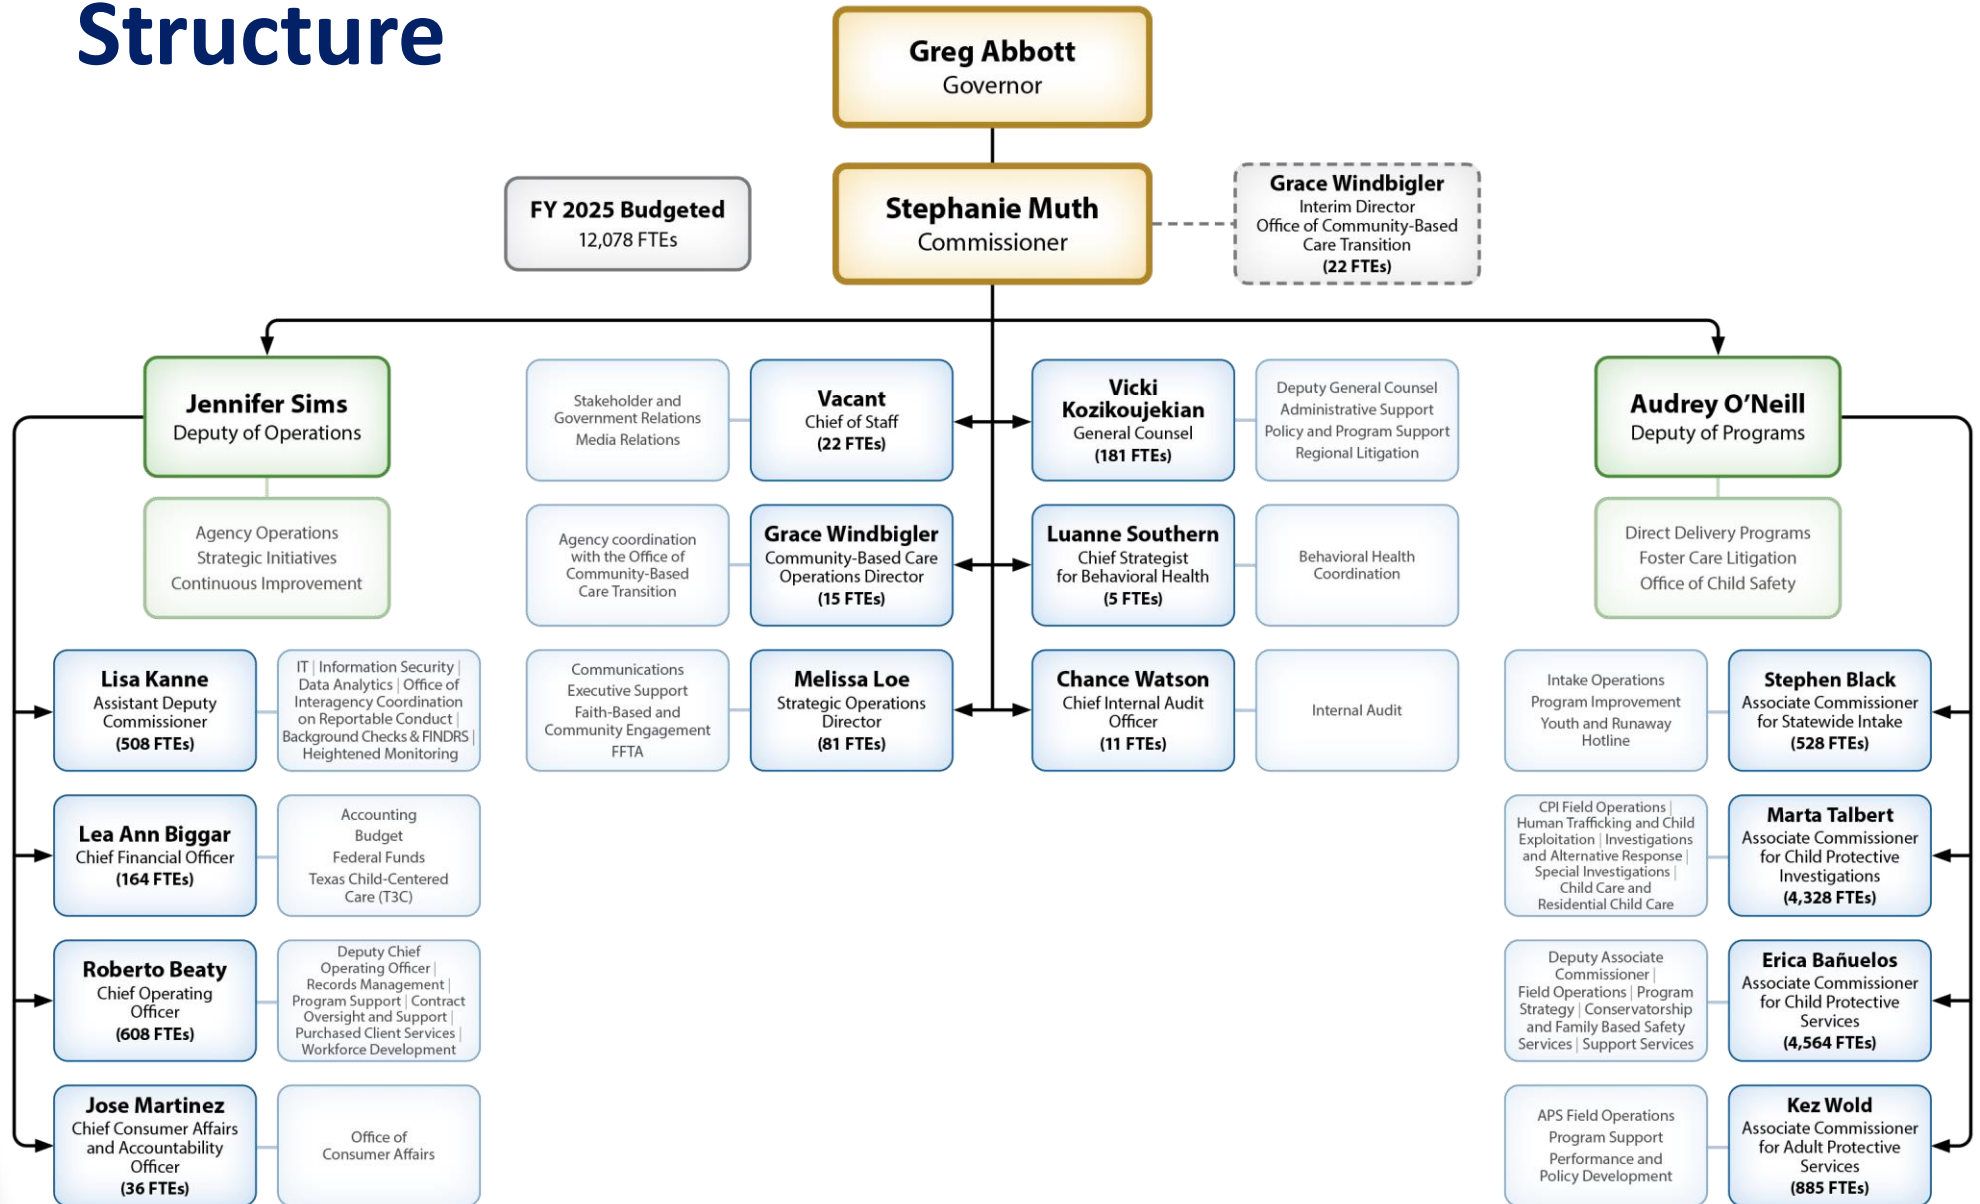 Structure
Greg Abbott
Governor
FY 2025 Budgeted
12,078 FTEs
Stephanie Muth
Commissioner
Grace Windbigler
Interim Director
Office of Community-Based
Care Transition
(22 FTEs)
Jennifer Sims
Deputy of Operations
Agency Operations
Strategic Initiatives
Continuous Improvement
Stakeholder and
Government Relations
Media Relations
Vacant
Chief of Staff
(22 FTEs)
Vicki
Kozikoujekian
General Counsel
(181 FTEs)
Deputy General Counsel
Administrative Support
Policy and Program Support
Regional Litigation
Audrey O’Neill
Deputy of Programs
Direct Delivery Programs
Foster Care Litigation
Office of Child Safety
Agency coordination
with the Office of
Community-Based
Care Transition
Grace Windbigler
Community-Based Care
Operations Director
(15 FTEs)
Luanne Southern
Chief Strategist
for Behavioral Health
(5 FTEs)
Behavioral Health
Coordination
Communications
Executive Support
Faith-Based and
Community Engagement
FFTA
Melissa Loe
Strategic Operations
Director
(81 FTEs)
Chance Watson
Chief Internal Audit
Officer
(11 FTEs)
Internal Audit
Lisa Kanne
Assistant Deputy
Commissioner
(508 FTEs)
IT | Information Security |
Data Analytics | Office of
Interagency Coordination
on Reportable Conduct |
Background Checks & FINDRS |
Heightened Monitoring
Lea Ann Biggar
Chief Financial Officer
(164 FTEs)
Accounting
Budget
Federal Funds
Texas Child-Centered
Care (T3C)
Roberto Beaty
Chief Operating
Officer
(608 FTEs)
Deputy Chief
Operating Officer |
Records Management |
Program Support | Contract
Oversight and Support |
Purchased Client Services |
Workforce Development
Jose Martinez
Chief Consumer Affairs
and Accountability
Officer
(36 FTEs)
Office of
Consumer Affairs
Intake Operations
Program Improvement
Youth and Runaway
Hotline
Stephen Black
Associate Commissioner
for Statewide Intake
(528 FTEs)
CPI Field Operations |
Human Trafficking and Child
Exploitation | Investigations
and Alternative Response |
Special Investigations |
Child Care and
Residential Child Care
Marta Talbert
Associate Commissioner
for Child Protective
Investigations
(4,328 FTEs)
Deputy Associate
Commissioner |
Field Operations | Program
Strategy | Conservatorship
and Family Based Safety
Services | Support Services
Erica Bañuelos
Associate Commissioner
for Child Protective
Services
(4,564 FTEs)
APS Field Operations
Program Support
Performance and
Policy Development
Kez Wold
Associate Commissioner
for Adult Protective
Services
(885 FTEs)